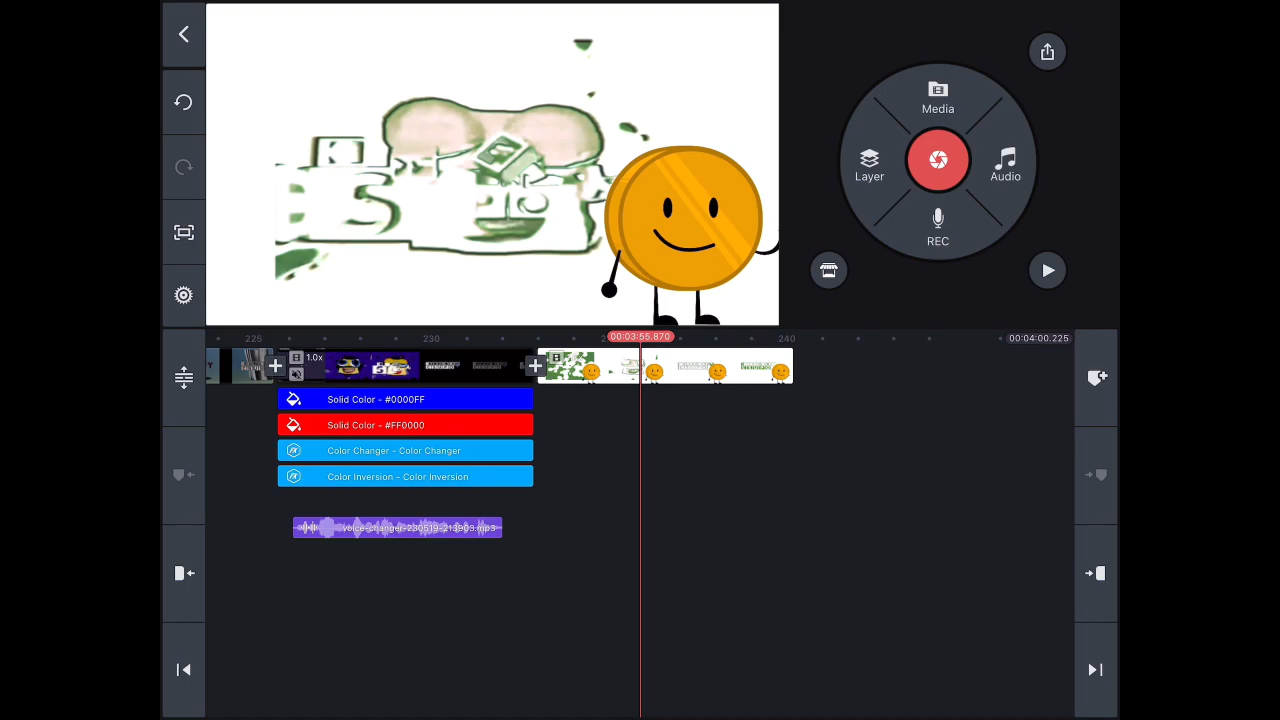 Media
Layer
Audio
REC
225
230
00:03:55.870
240
00:04:00.225
1.0x
Solid Color - #0000FF
Solid Color - #FF0000
Color Changer - Color Changer
Color Inversion - Color Inversion
voice-changer-230519-213903.mp3